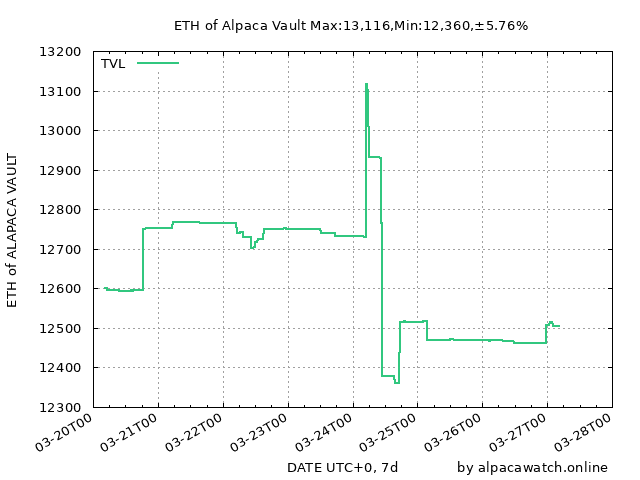 ETH of Alpaca Vault Max:13,116,Min:12,360,±5.76%
13200
TVL
13100
13000
12900
12800
12700
12600
12500
12400
12300
ETH of ALAPACA VAULT
03-20T00
03-21T00
03-22T00
03-23T00
03-24T00
03-25T00
03-26T00
03-27T00
03-28T00
DATE UTC+0, 7d
by alpacawatch.online